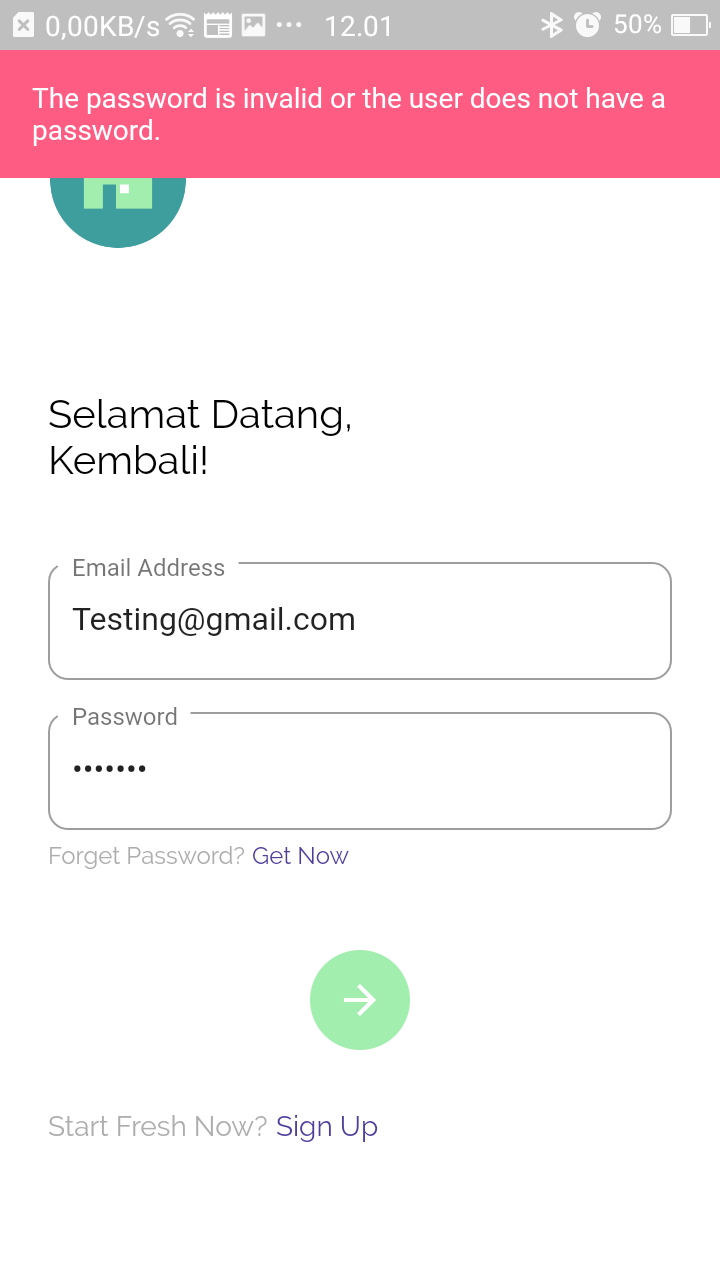 0,00KB/s 12.01 50%
The password is invalid or the user does not have a
password.
Selamat Datang,
Kembali!
Email Address
Testing@gmail.com
Password
•••••••
Forget Password? Get Now
Start Fresh Now? Sign Up